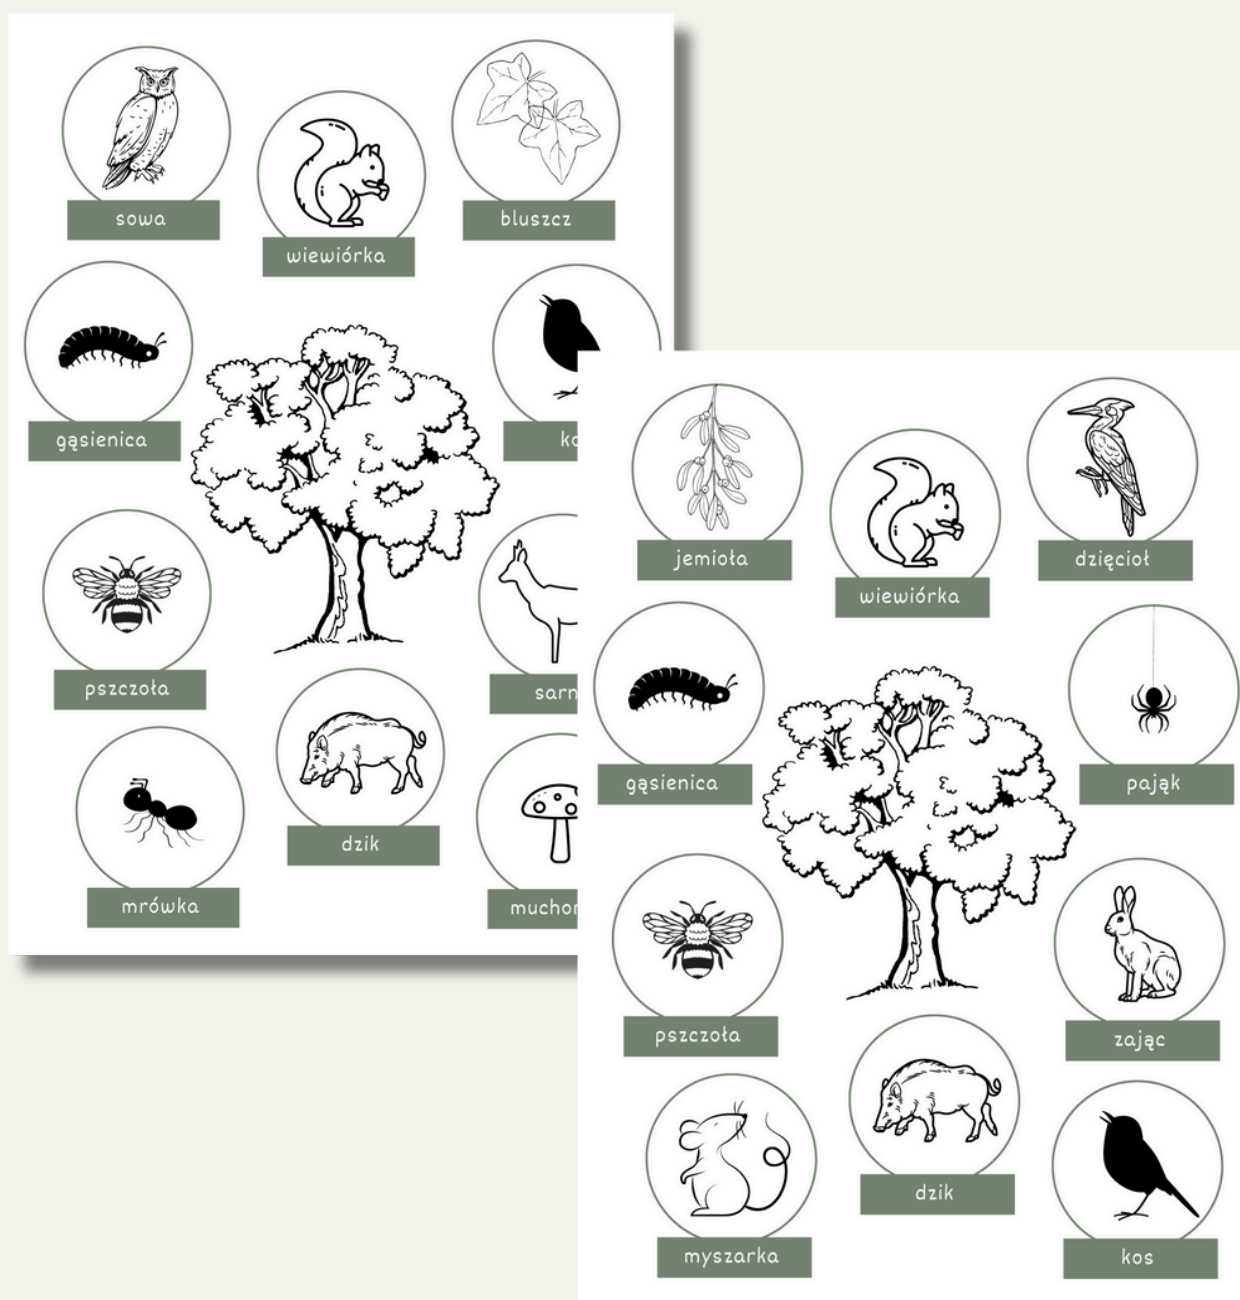 sowa
wiewiórka
bluszcz
gąsienica
pszczoła
mrówka
dzik
jemioła
wiewiórka
dzięcioł
gąsienica
pająk
pszczoła
zając
myszarka
dzik
kos